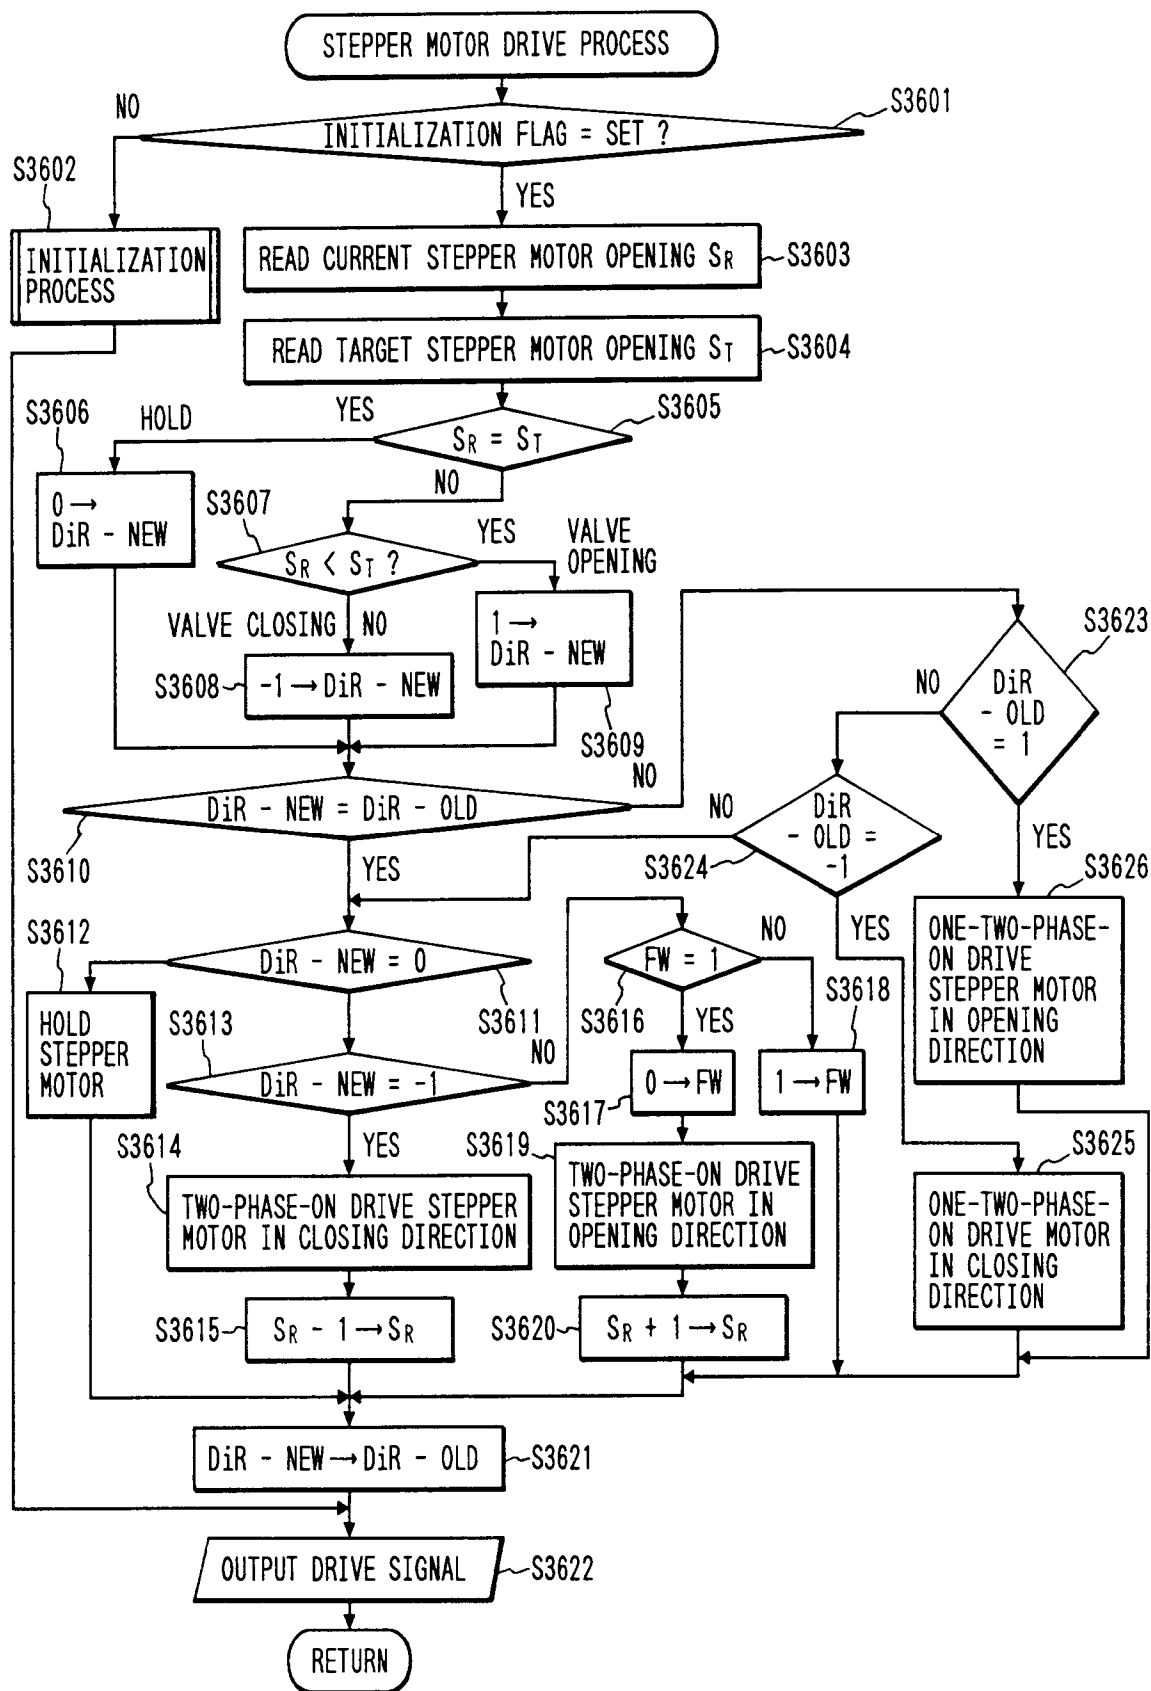 STEPPER MOTOR DRIVE PROCESS
NO
S3601
INITIALIZATION FLAG = SET ?
S3602
YES
INITIALIZATION
PROCESS
READ CURRENT STEPPER MOTOR OPENING SR
S3603
READ TARGET STEPPER MOTOR OPENING ST
S3604
S3606
HOLD
YES
S3605
SR = ST
0 →
DiR - NEW
NO
S3607
YES
VALVE
OPENING
SR < ST ?
VALVE CLOSING
NO
1 →
DiR - NEW
S3608
-1 → DiR - NEW
S3609
NO
S3623
DiR
- OLD
= 1
NO
YES
DiR - NEW = DiR - OLD
S3610
YES
NO
DiR
- OLD =
-1
S3624
YES
S3626
ONE-TWO-PHASE-
ON DRIVE
STEPPER MOTOR
IN OPENING
DIRECTION
S3612
DiR - NEW = 0
S3611
HOLD
STEPPER
MOTOR
S3613
DiR - NEW = -1
NO
FW = 1
NO
S3616
YES
S3618
0 → FW
S3617
1 → FW
YES
S3614
TWO-PHASE-ON DRIVE STEPPER
MOTOR IN CLOSING DIRECTION
S3619
TWO-PHASE-ON DRIVE
STEPPER MOTOR IN
OPENING DIRECTION
S3625
ONE-TWO-PHASE-
ON DRIVE MOTOR
IN CLOSING
DIRECTION
S3615
SR - 1 → SR
S3620
SR + 1 → SR
DiR - NEW → DiR - OLD
S3621
OUTPUT DRIVE SIGNAL
S3622
RETURN